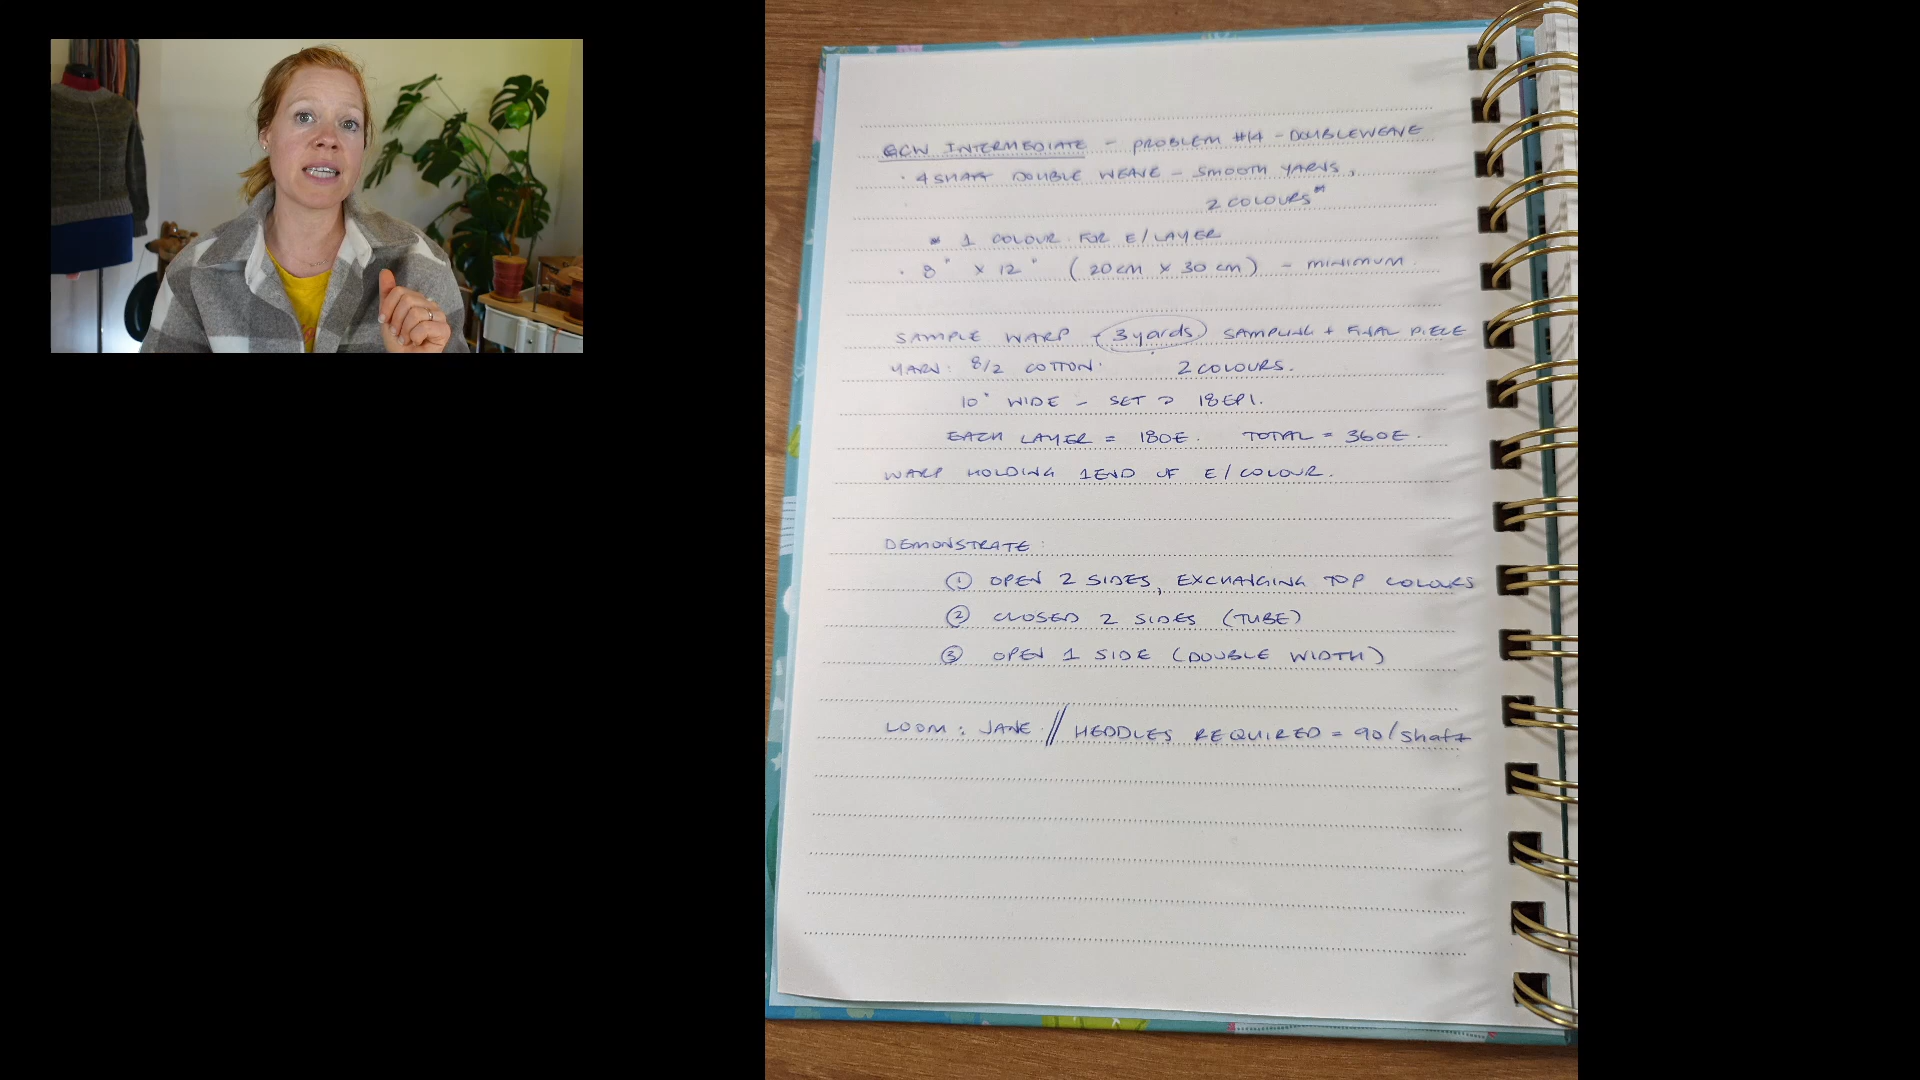 GCW INTERMEDIATE - PROBLEM #14 - DOUBLEWEAVE
· 4 SHAFT DOUBLE WEAVE - SMOOTH YARNS,
2 COLOURS*
* 1 COLOUR FOR E/LAYER
· 8" x 12" (20cm x 30cm) - MINIMUM.
SAMPLE WARP - 3 yards SAMPLING + FINAL PIECE
YARN: 8/2 COTTON. 2 COLOURS.
10" WIDE - SET @ 18EPI.
EACH LAYER = 180E. TOTAL = 360E.
WARP HOLDING 1END OF E/COLOUR.
DEMONSTRATE:
① OPEN 2 SIDES, EXCHANGING TOP COLOURS
② CLOSED 2 SIDES (TUBE)
③ OPEN 1 SIDE (DOUBLE WIDTH)
LOOM: JANE // HEDDLES REQUIRED = 90/shaft